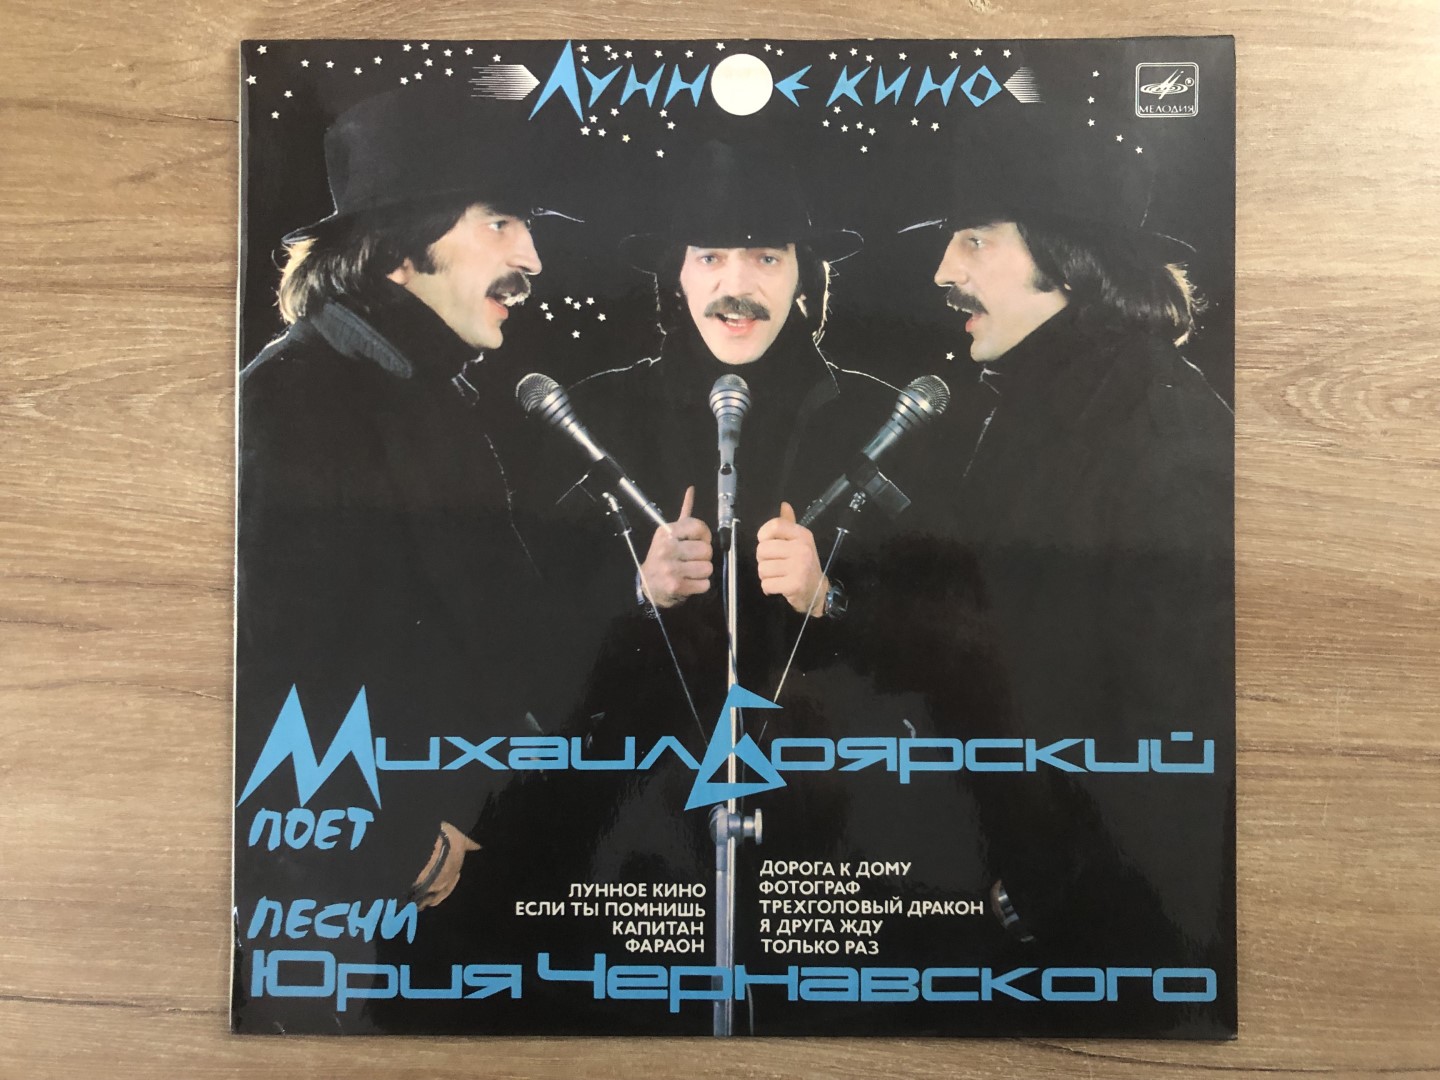 Лунное кино
МЕЛОДИЯ
Михаил Боярский
поет
песни
Юрия Чернавского
ЛУННОЕ КИНО
ЕСЛИ ТЫ ПОМНИШЬ
КАПИТАН
ФАРАОН
ДОРОГА К ДОМУ
ФОТОГРАФ
ТРЕХГОЛОВЫЙ ДРАКОН
Я ДРУГА ЖДУ
ТОЛЬКО РАЗ